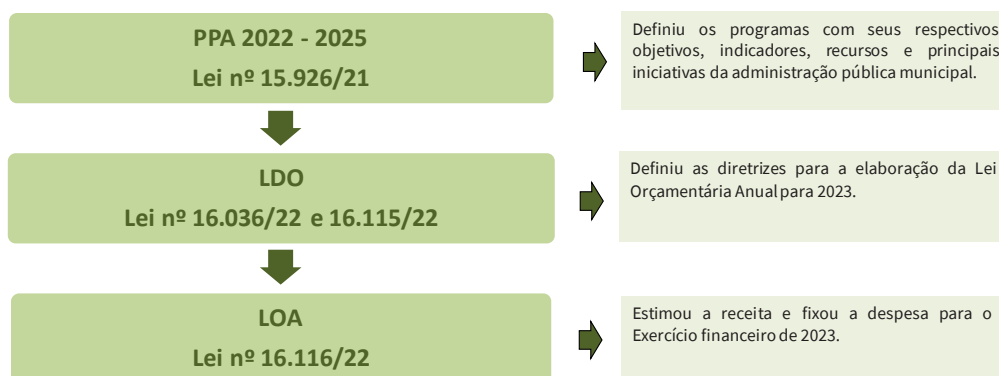 PPA 2022 - 2025
Lei nº 15.926/21
Definiu os programas com seus respectivos
objetivos, indicadores, recursos e principais
iniciativas da administração pública municipal.
LDO
Lei nº 16.036/22 e 16.115/22
Definiu as diretrizes para a elaboração da Lei
Orçamentária Anual para 2023.
LOA
Lei nº 16.116/22
Estimou a receita e fixou a despesa para o
Exercício financeiro de 2023.